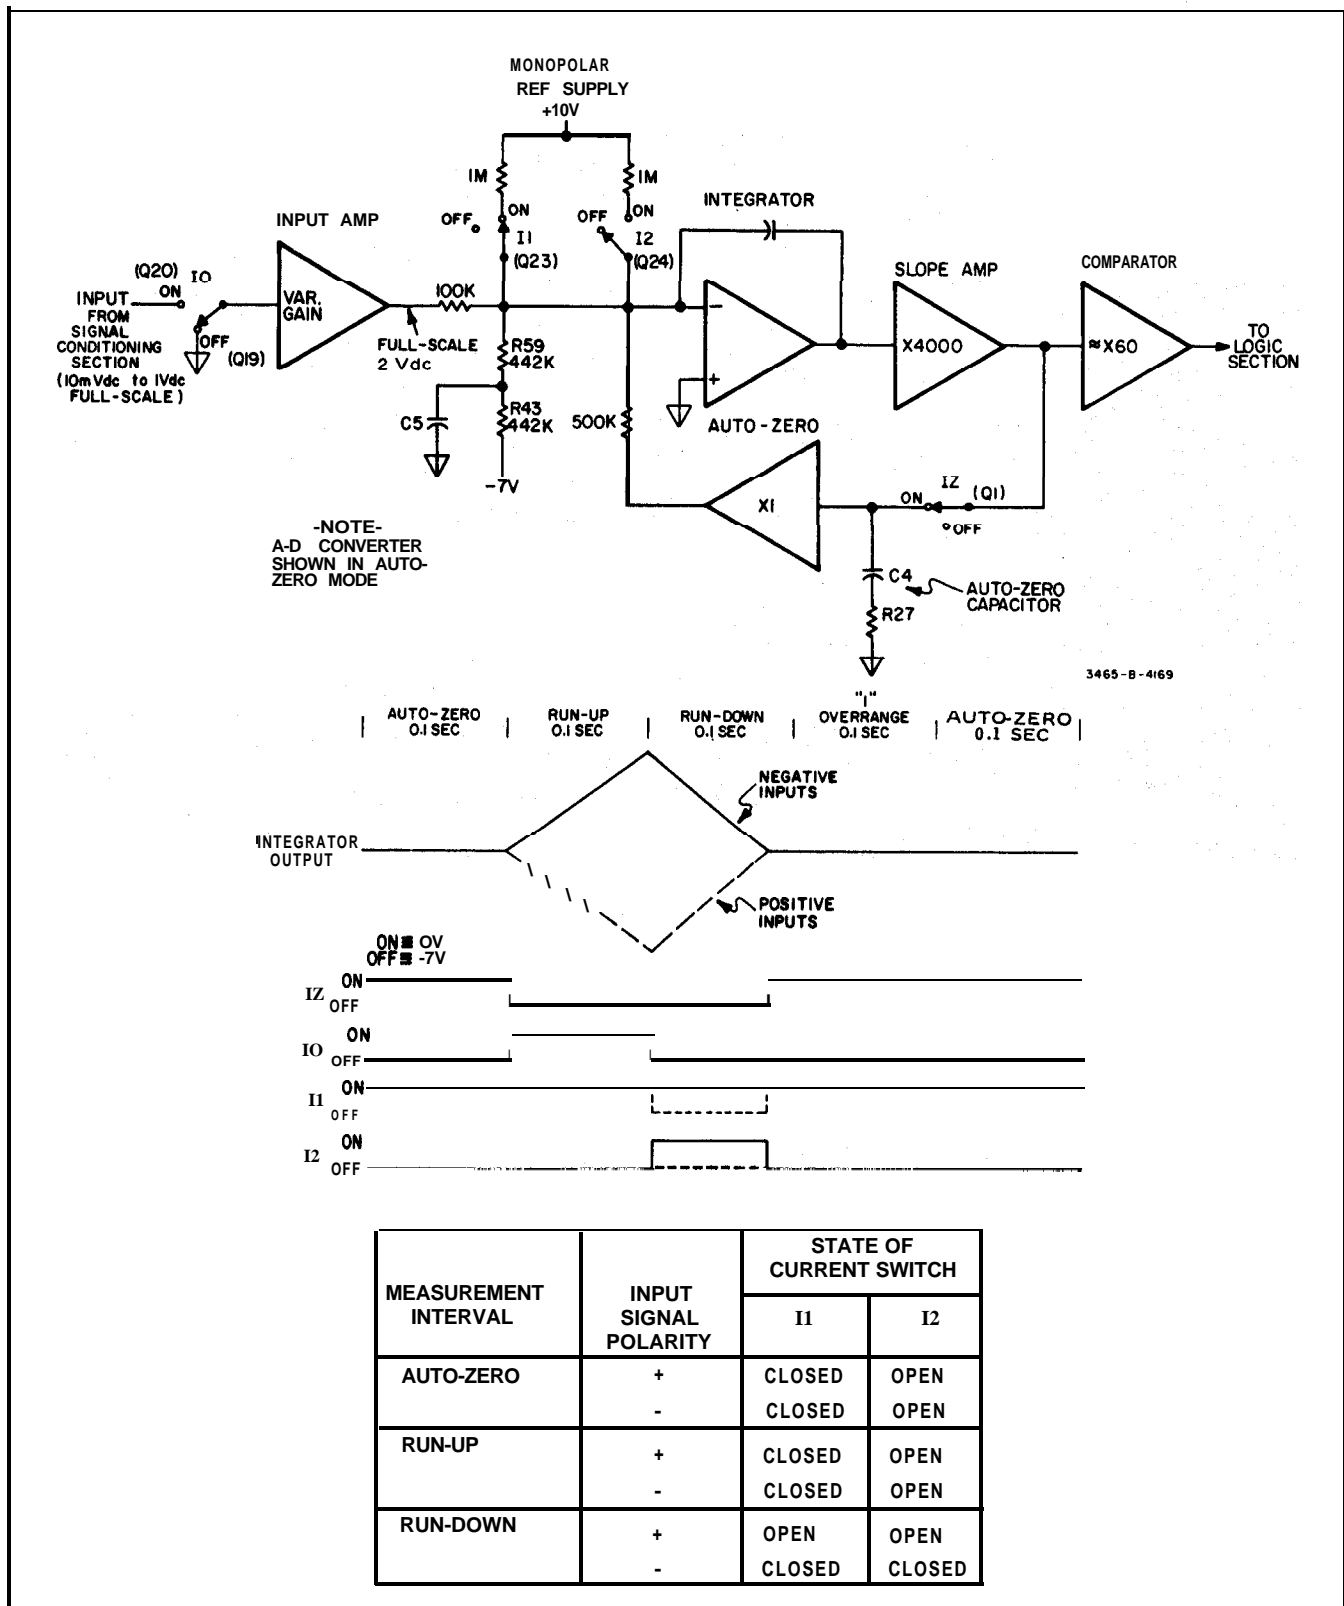 MONOPOLAR
REF SUPPLY
+10V
1M
1M
INTEGRATOR
OFF
ON
I1
(Q23)
OFF
ON
I2
(Q24)
INPUT AMP
(Q20)
IO
ON
INPUT
FROM
SIGNAL
CONDITIONING
SECTION
(10mVdc to 1Vdc
FULL-SCALE)
OFF
(Q19)
VAR.
GAIN
100K
FULL-SCALE
2 Vdc
R59
442K
C5
R43
442K
-7V
500K
-
+
AUTO-ZERO
SLOPE AMP
X4000
COMPARATOR
≈X60
TO
LOGIC
SECTION
X1
ON
IZ
(Q1)
OFF
C4
AUTO-ZERO
CAPACITOR
R27
-NOTE-
A-D CONVERTER
SHOWN IN AUTO-
ZERO MODE
3465-B-4169
AUTO-ZERO
0.1 SEC
RUN-UP
0.1 SEC
RUN-DOWN
0.1 SEC
"1"
OVERRANGE
0.1 SEC
AUTO-ZERO
0.1 SEC
NEGATIVE
INPUTS
INTEGRATOR
OUTPUT
POSITIVE
INPUTS
ON ≡ 0V
OFF ≡ -7V
IZ ON
OFF
IO ON
OFF
I1 ON
OFF
I2 ON
OFF
MEASUREMENT
INTERVAL
INPUT
SIGNAL
POLARITY
STATE OF
CURRENT SWITCH
I1 I2
AUTO-ZERO + CLOSED OPEN
- CLOSED OPEN
RUN-UP + CLOSED OPEN
- CLOSED OPEN
RUN-DOWN + OPEN OPEN
- CLOSED CLOSED